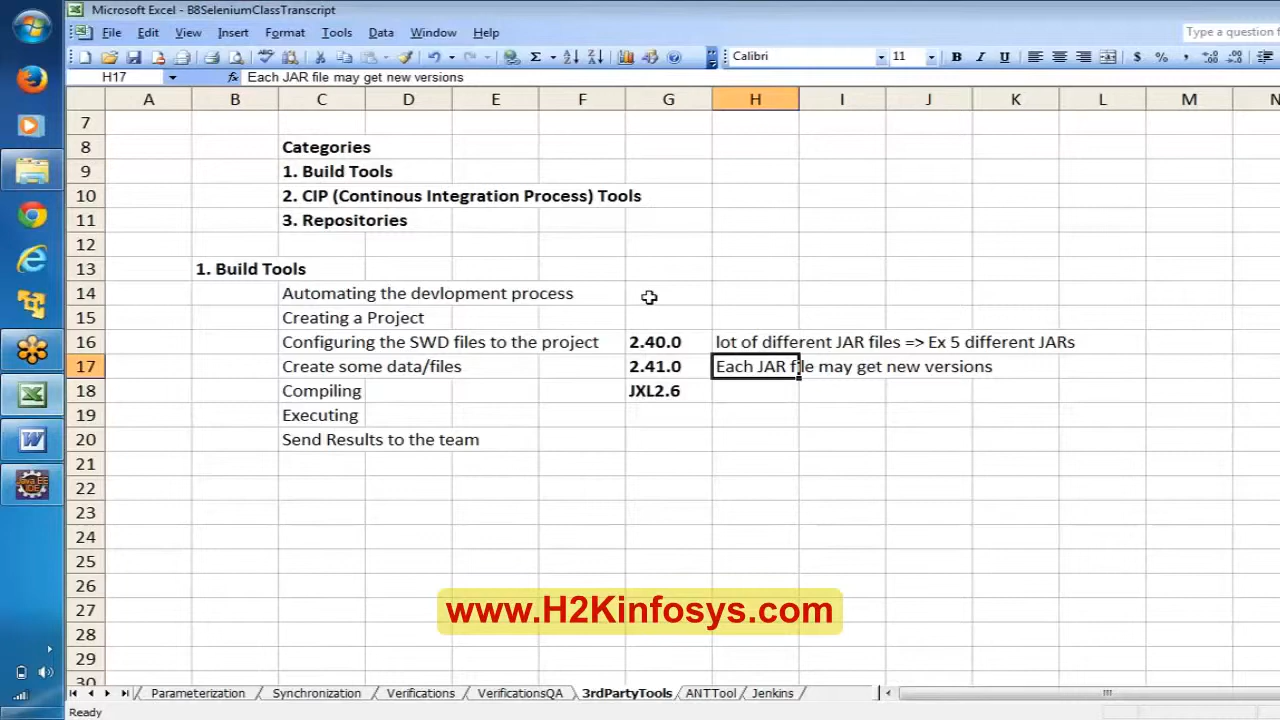 Microsoft Excel - B8SeleniumClassTranscript
File Edit View Insert Format Tools Data Window Help
Type a question f
Calibri 11 B I U $ % ,
H17 fx Each JAR file may get new versions
A B C D E F G H I J K L M N
7
8 Categories
9 1. Build Tools
10 2. CIP (Continous Integration Process) Tools
11 3. Repositories
12
13 1. Build Tools
14 Automating the devlopment process
15 Creating a Project
16 Configuring the SWD files to the project 2.40.0 lot of different JAR files => Ex 5 different JARs
17 Create some data/files 2.41.0 Each JAR file may get new versions
18 Compiling JXL2.6
19 Executing
20 Send Results to the team
21
22
23
24
25
26
27
28
29
30
www.H2Kinfosys.com
Parameterization Synchronization Verifications VerificationsQA 3rdPartyTools ANTTool Jenkins
Ready